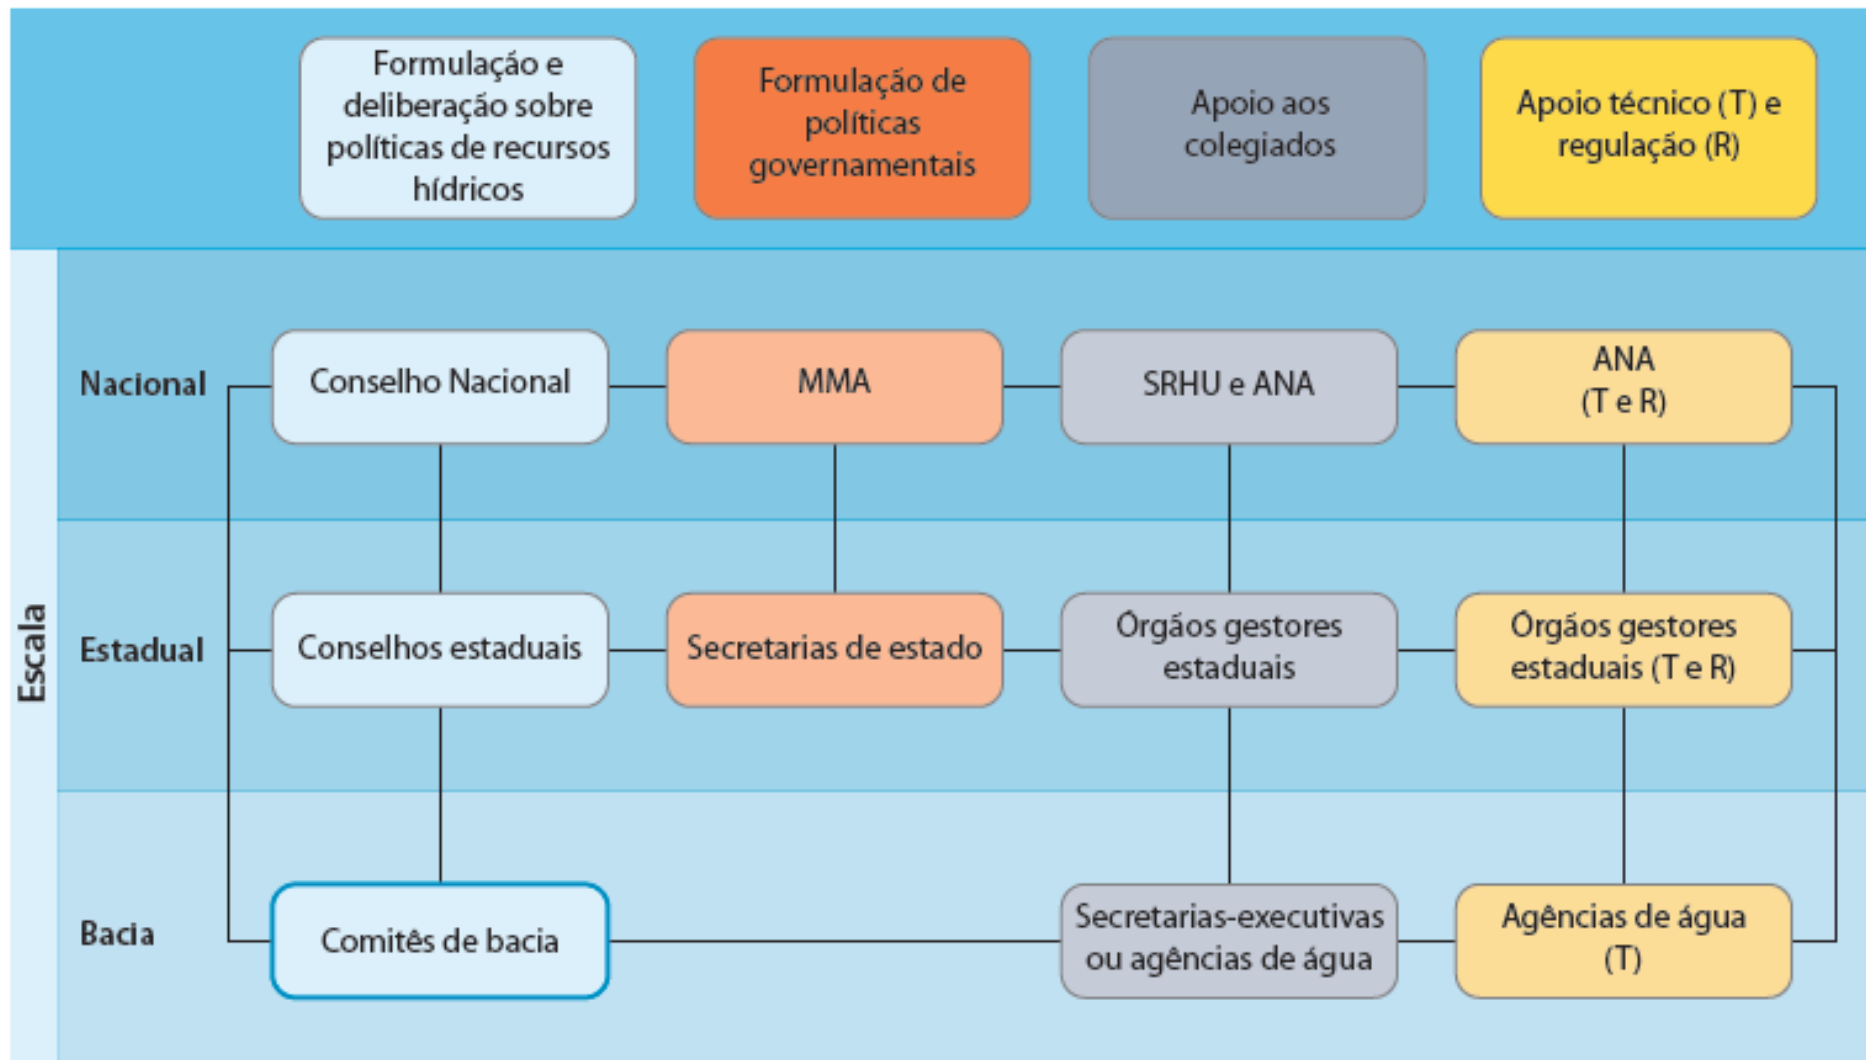 Formulação e
deliberação sobre
políticas de recursos
hídricos
Formulação de
políticas
governamentais
Apoio aos
colegiados
Apoio técnico (T) e
regulação (R)
Escala
Nacional
Conselho Nacional
MMA
SRHU e ANA
ANA
(T e R)
Estadual
Conselhos estaduais
Secretarias de estado
Órgãos gestores
estaduais
Órgãos gestores
estaduais (T e R)
Bacia
Comitês de bacia
Secretarias-executivas
ou agências de água
Agências de água
(T)